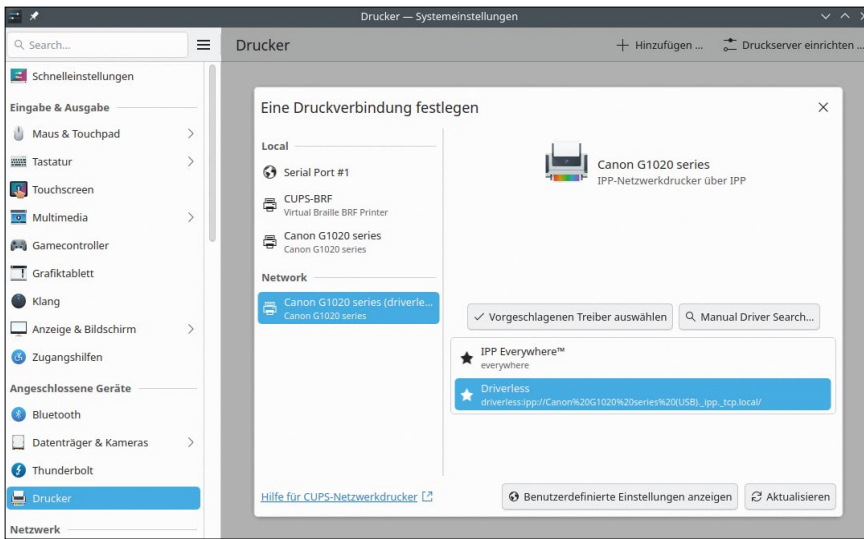 Drucker — Systemeinstellungen
Search...
Schnelleinstellungen
Eingabe & Ausgabe
Maus & Touchpad
Tastatur
Touchscreen
Multimedia
Gamecontroller
Grafiktablett
Klang
Anzeige & Bildschirm
Zugangshilfen
Angeschlossene Geräte
Bluetooth
Datenträger & Kameras
Thunderbolt
Drucker
Netzwerk
Drucker
Hinzufügen ...
Druckserver einrichten ...
Eine Druckverbindung festlegen
Local
Serial Port #1
CUPS-BRF
Virtual Braille BRF Printer
Canon G1020 series
Canon G1020 series
Network
Canon G1020 series (driverle...
Canon G1020 series
Hilfe für CUPS-Netzwerkdrucker
Canon G1020 series
IPP-Netzwerkdrucker über IPP
Vorgeschlagenen Treiber auswählen
Manual Driver Search...
IPP Everywhere™
everywhere
Driverless
driverless:ipp://Canon%20G1020%20series%20(USB)._ipp._tcp.local/
Benutzerdefinierte Einstellungen anzeigen
Aktualisieren